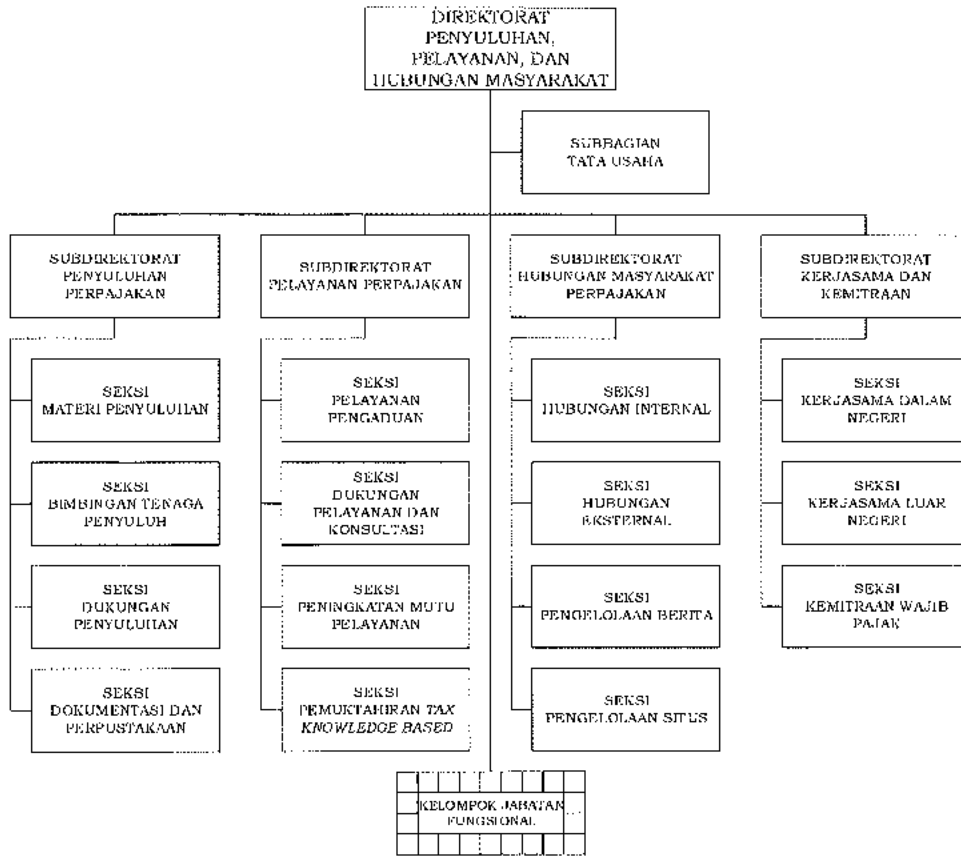 DIREKTORAT
PENYULUHAN,
PELAYANAN, DAN
HUBUNGAN MASYARAKAT
SUBBAGIAN
TATA USAHA
SUBDIREKTORAT
PENYULUHAN
PERPAJAKAN
SUBDIREKTORAT
PELAYANAN PERPAJAKAN
SUBDIREKTORAT
HUBUNGAN MASYARAKAT
PERPAJAKAN
SUBDIREKTORAT
KERJASAMA DAN
KEMITRAAN
SEKSI
MATERI PENYULUHAN
SEKSI
PELAYANAN
PENGADUAN
SEKSI
HUBUNGAN INTERNAL
SEKSI
KERJASAMA DALAM
NEGERI
SEKSI
BIMBINGAN TENAGA
PENYULUH
SEKSI
DUKUNGAN
PELAYANAN DAN
KONSULTASI
SEKSI
HUBUNGAN
EKSTERNAL
SEKSI
KERJASAMA LUAR
NEGERI
SEKSI
DUKUNGAN
PENYULUHAN
SEKSI
PENINGKATAN MUTU
PELAYANAN
SEKSI
PENGELOLAAN BERITA
SEKSI
KEMITRAAN WAJIB
PAJAK
SEKSI
DOKUMENTASI DAN
PERPUSTAKAAN
SEKSI
PEMUKTAHIRAN TAX
KNOWLEDGE BASED
SEKSI
PENGELOLAAN SITUS
KELOMPOK JABATAN
FUNGSIONAL